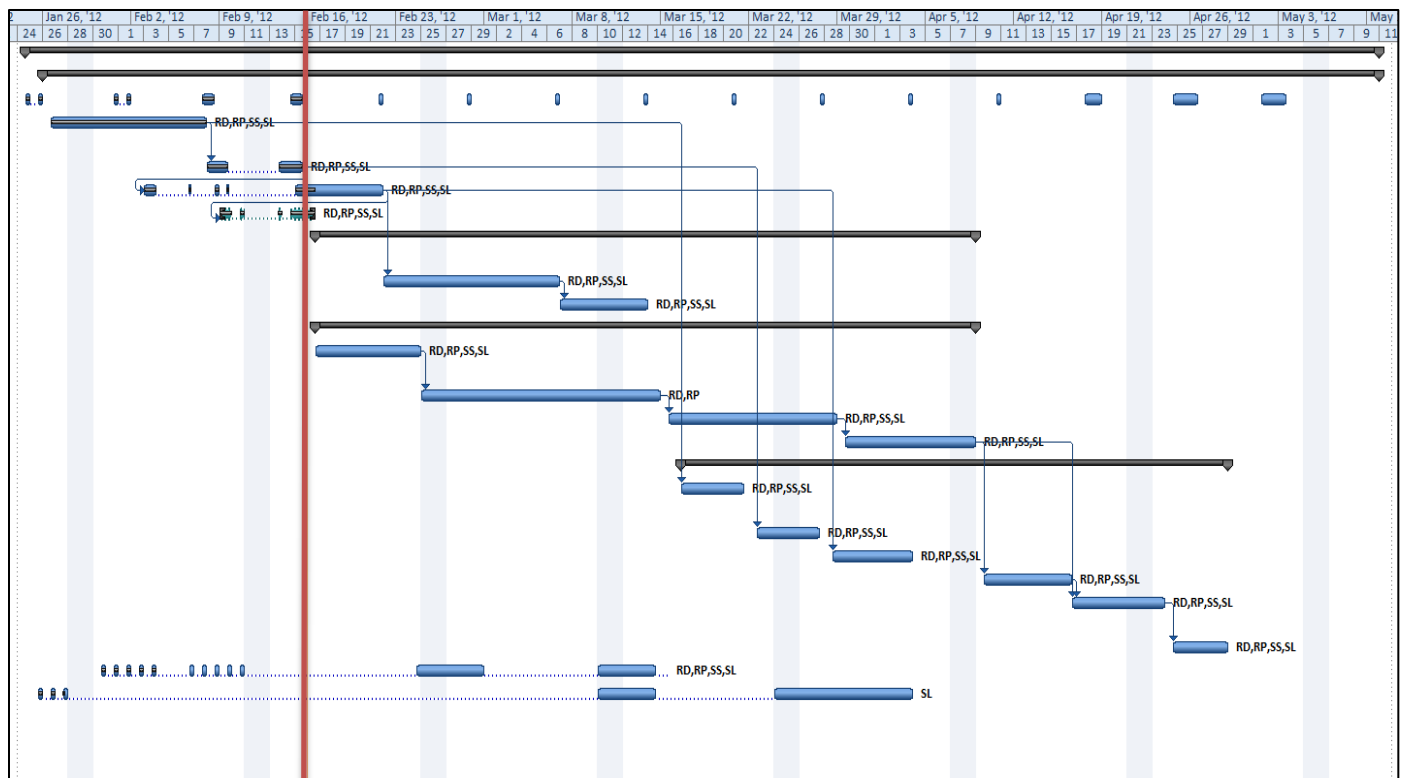 2 Jan 26, '12 Feb 2, '12 Feb 9, '12 Feb 16, '12 Feb 23, '12 Mar 1, '12 Mar 8, '12 Mar 15, '12 Mar 22, '12 Mar 29, '12 Apr 5, '12 Apr 12, '12 Apr 19, '12 Apr 26, '12 May 3, '12 May
24 26 28 30 1 3 5 7 9 11 13 15 17 19 21 23 25 27 29 2 4 6 8 10 12 14 16 18 20 22 24 26 28 30 1 3 5 7 9 11 13 15 17 19 21 23 25 27 29 1 3 5 7 9 11
RD,RP,SS,SL
RD,RP,SS,SL
RD,RP,SS,SL
RD,RP,SS,SL
RD,RP,SS,SL
RD,RP,SS,SL
RD,RP,SS,SL
RD,RP
RD,RP,SS,SL
RD,RP,SS,SL
RD,RP,SS,SL
RD,RP,SS,SL
RD,RP,SS,SL
RD,RP,SS,SL
RD,RP,SS,SL
RD,RP,SS,SL
RD,RP,SS,SL
SL